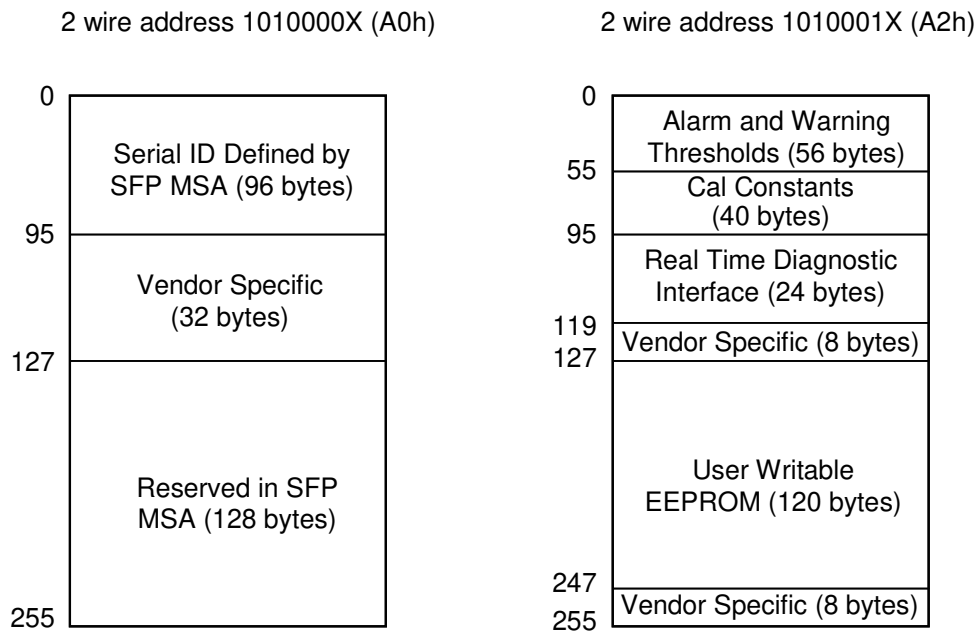 2 wire address 1010000X (A0h)
0
Serial ID Defined by
SFP MSA (96 bytes)
95
Vendor Specific
(32 bytes)
127
Reserved in SFP
MSA (128 bytes)
255
2 wire address 1010001X (A2h)
0
Alarm and Warning
Thresholds (56 bytes)
55
Cal Constants
(40 bytes)
95
Real Time Diagnostic
Interface (24 bytes)
119
Vendor Specific (8 bytes)
127
User Writable
EEPROM (120 bytes)
247
Vendor Specific (8 bytes)
255